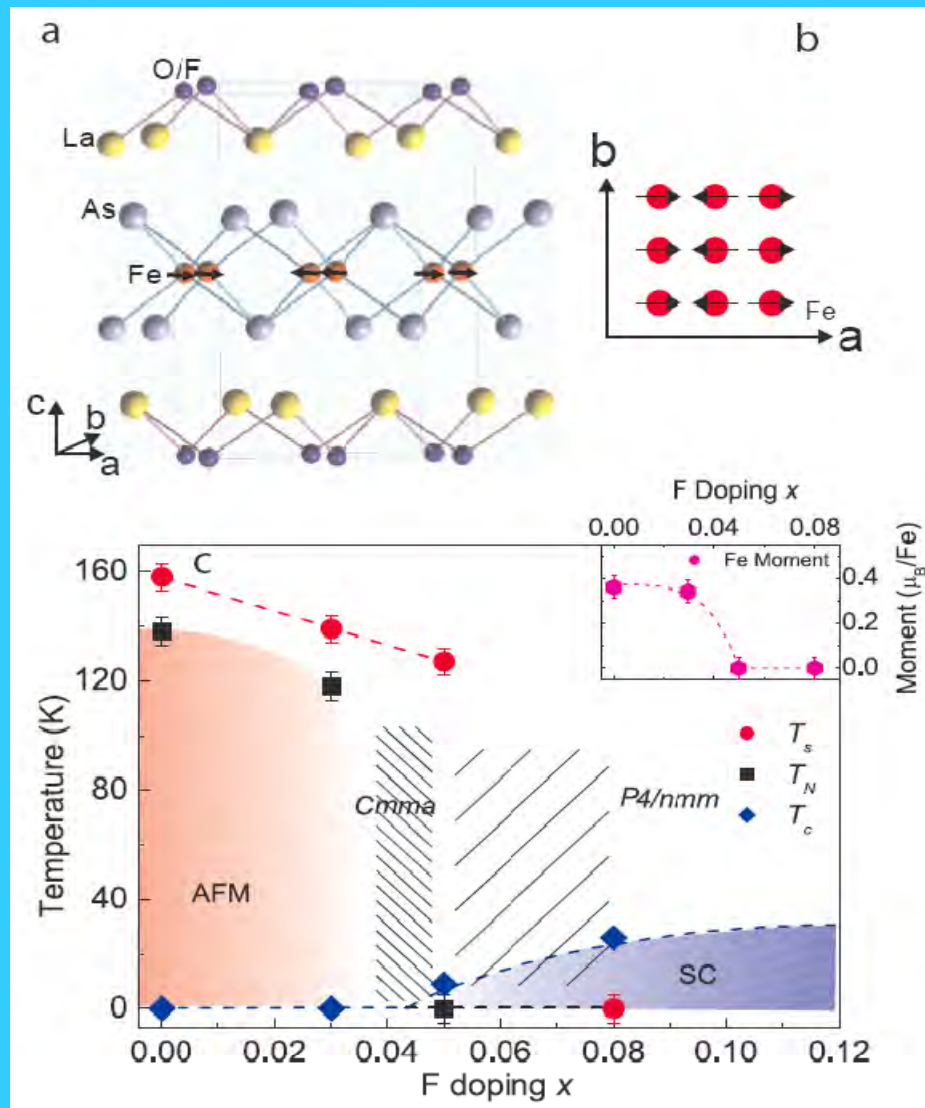 a
b
O/F
La
As
Fe
c
b
a
b
Fe
a
F Doping x
0.00 0.04 0.08
Fe Moment
0.4
0.2
0.0
Moment (μB/Fe)
C
160
120
80
40
0
Temperature (K)
Cmma
P4/nmm
AFM
SC
Ts
TN
Tc
0.00 0.02 0.04 0.06 0.08 0.10 0.12
F doping x